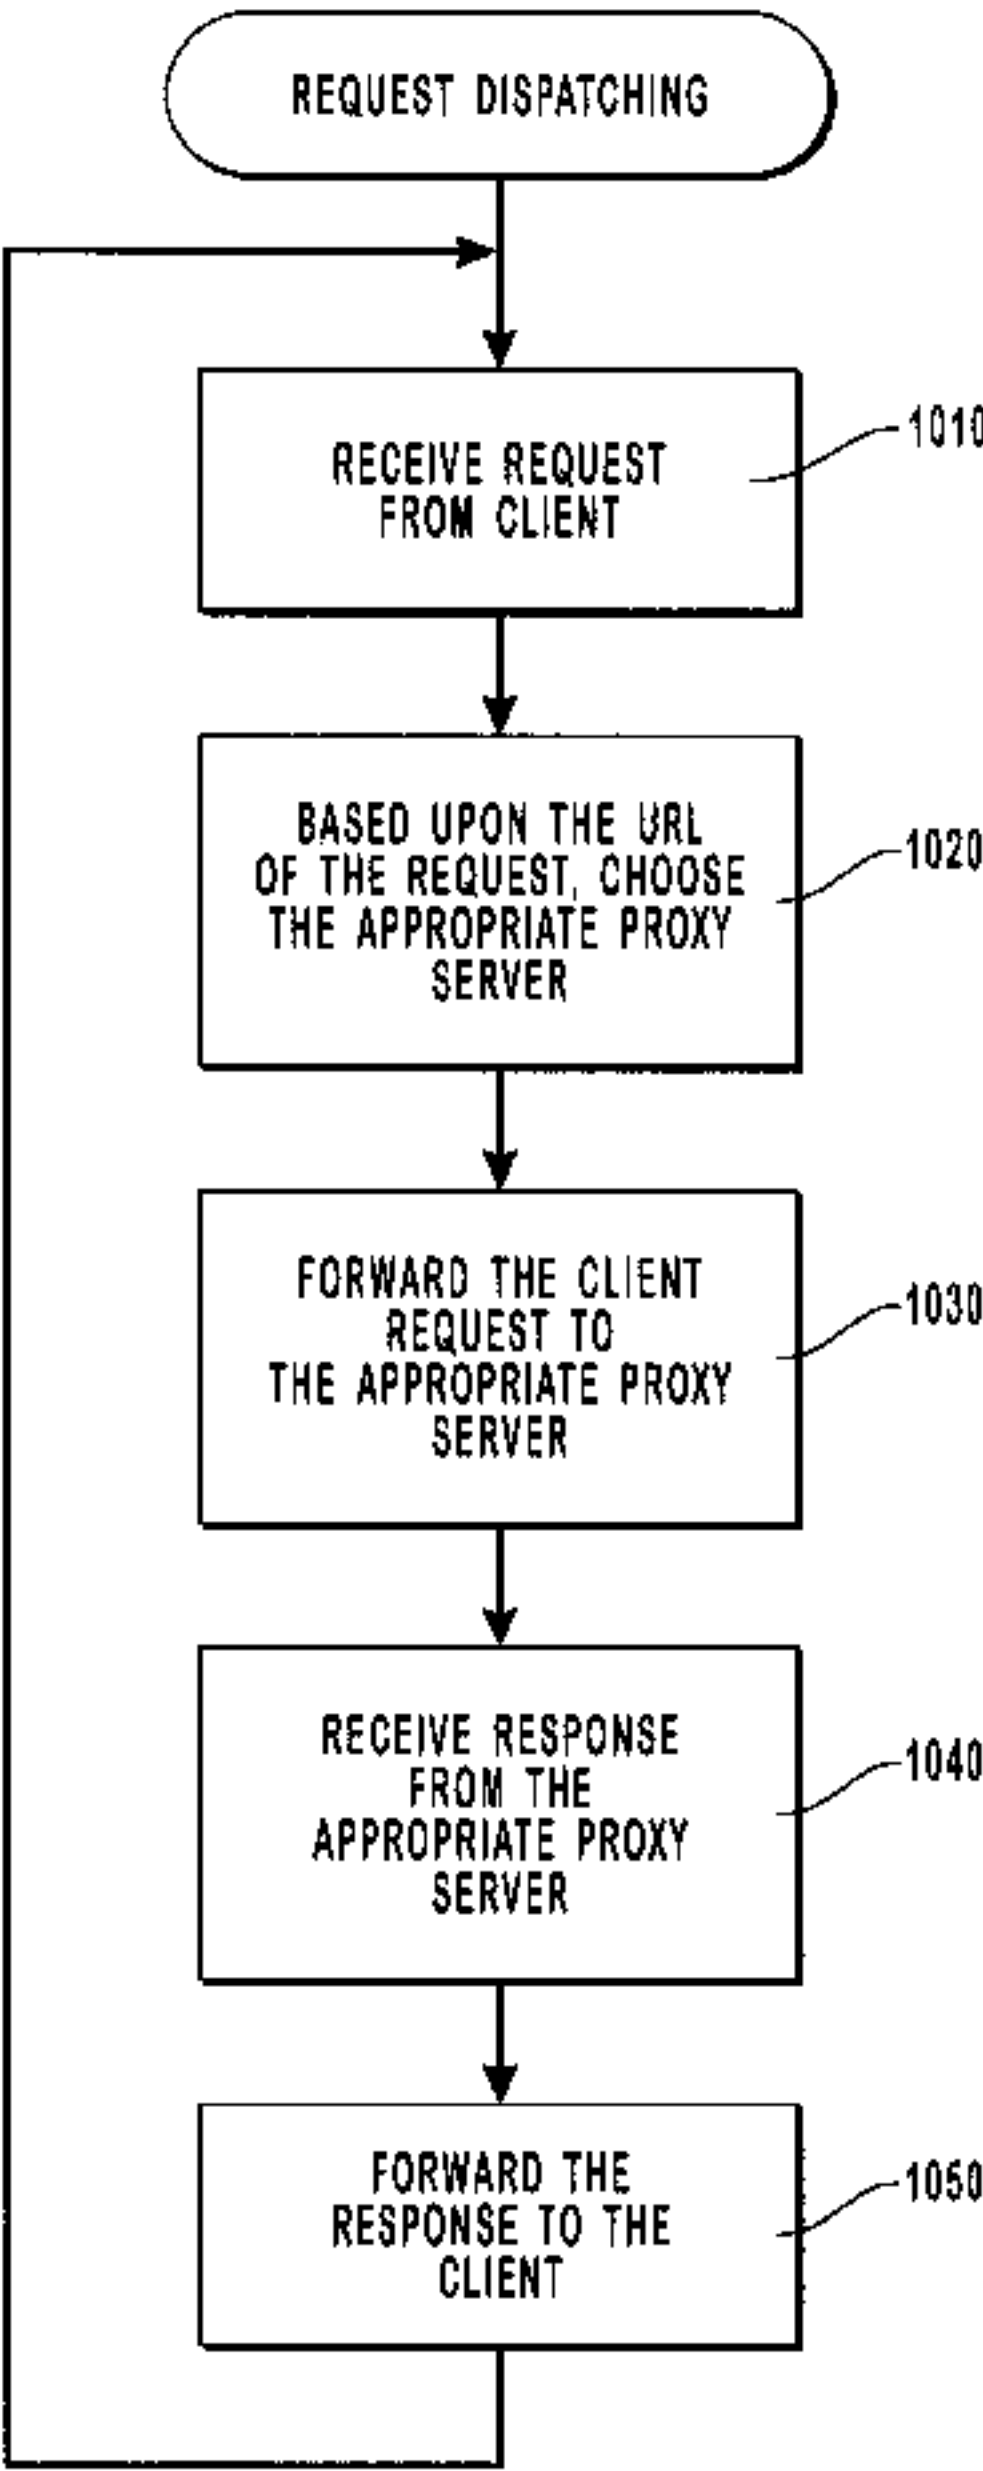 REQUEST DISPATCHING
RECEIVE REQUEST
FROM CLIENT
1010
BASED UPON THE URL
OF THE REQUEST, CHOOSE
THE APPROPRIATE PROXY
SERVER
1020
FORWARD THE CLIENT
REQUEST TO
THE APPROPRIATE PROXY
SERVER
1030
RECEIVE RESPONSE
FROM THE
APPROPRIATE PROXY
SERVER
1040
FORWARD THE
RESPONSE TO THE
CLIENT
1050